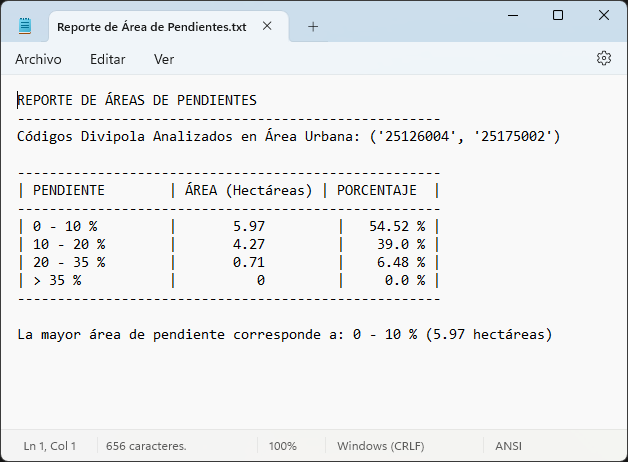 Reporte de Área de Pendientes.txt
Archivo Editar Ver
REPORTE DE ÁREAS DE PENDIENTES
-----------------------------------------------------
Códigos Divipola Analizados en Área Urbana: ('25126004', '25175002')
-----------------------------------------------------
| PENDIENTE | ÁREA (Hectáreas) | PORCENTAJE |
-----------------------------------------------------
| 0 - 10 % | 5.97 | 54.52 % |
| 10 - 20 % | 4.27 | 39.0 % |
| 20 - 35 % | 0.71 | 6.48 % |
| > 35 % | 0 | 0.0 % |
-----------------------------------------------------
La mayor área de pendiente corresponde a: 0 - 10 % (5.97 hectáreas)
Ln 1, Col 1 656 caracteres. 100% Windows (CRLF) ANSI